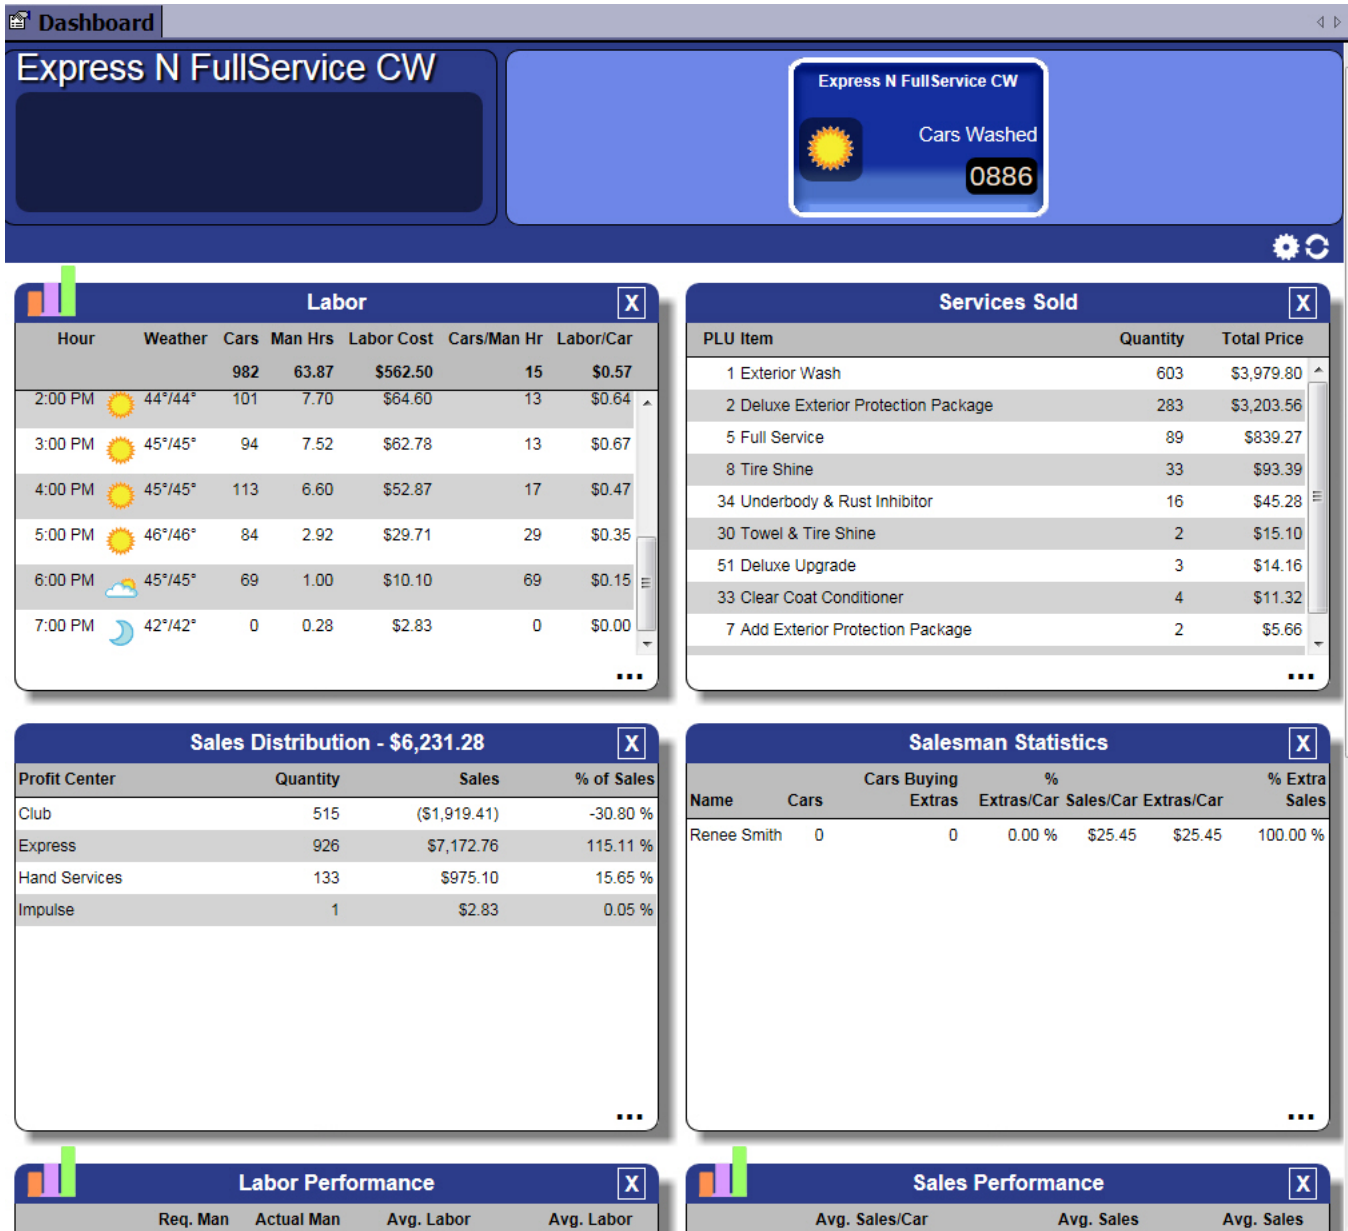 Dashboard
Express N FullService CW
Express N FullService CW
Cars Washed
0886
Labor X
Hour Weather Cars Man Hrs Labor Cost Cars/Man Hr Labor/Car
982 63.87 $562.50 15 $0.57
2:00 PM 44°/44° 101 7.70 $64.60 13 $0.64
3:00 PM 45°/45° 94 7.52 $62.78 13 $0.67
4:00 PM 45°/45° 113 6.60 $52.87 17 $0.47
5:00 PM 46°/46° 84 2.92 $29.71 29 $0.35
6:00 PM 45°/45° 69 1.00 $10.10 69 $0.15
7:00 PM 42°/42° 0 0.28 $2.83 0 $0.00
...
Services Sold X
PLU Item Quantity Total Price
1 Exterior Wash 603 $3,979.80
2 Deluxe Exterior Protection Package 283 $3,203.56
5 Full Service 89 $839.27
8 Tire Shine 33 $93.39
34 Underbody & Rust Inhibitor 16 $45.28
30 Towel & Tire Shine 2 $15.10
51 Deluxe Upgrade 3 $14.16
33 Clear Coat Conditioner 4 $11.32
7 Add Exterior Protection Package 2 $5.66
...
Sales Distribution - $6,231.28 X
Profit Center Quantity Sales % of Sales
Club 515 ($1,919.41) -30.80 %
Express 926 $7,172.76 115.11 %
Hand Services 133 $975.10 15.65 %
Impulse 1 $2.83 0.05 %
...
Salesman Statistics X
Cars Buying % % Extra
Name Cars Extras Extras/Car Sales/Car Extras/Car Sales
Renee Smith 0 0 0.00 % $25.45 $25.45 100.00 %
...
Labor Performance X
Req. Man Actual Man Avg. Labor Avg. Labor
Sales Performance X
Avg. Sales/Car Avg. Sales Avg. Sales